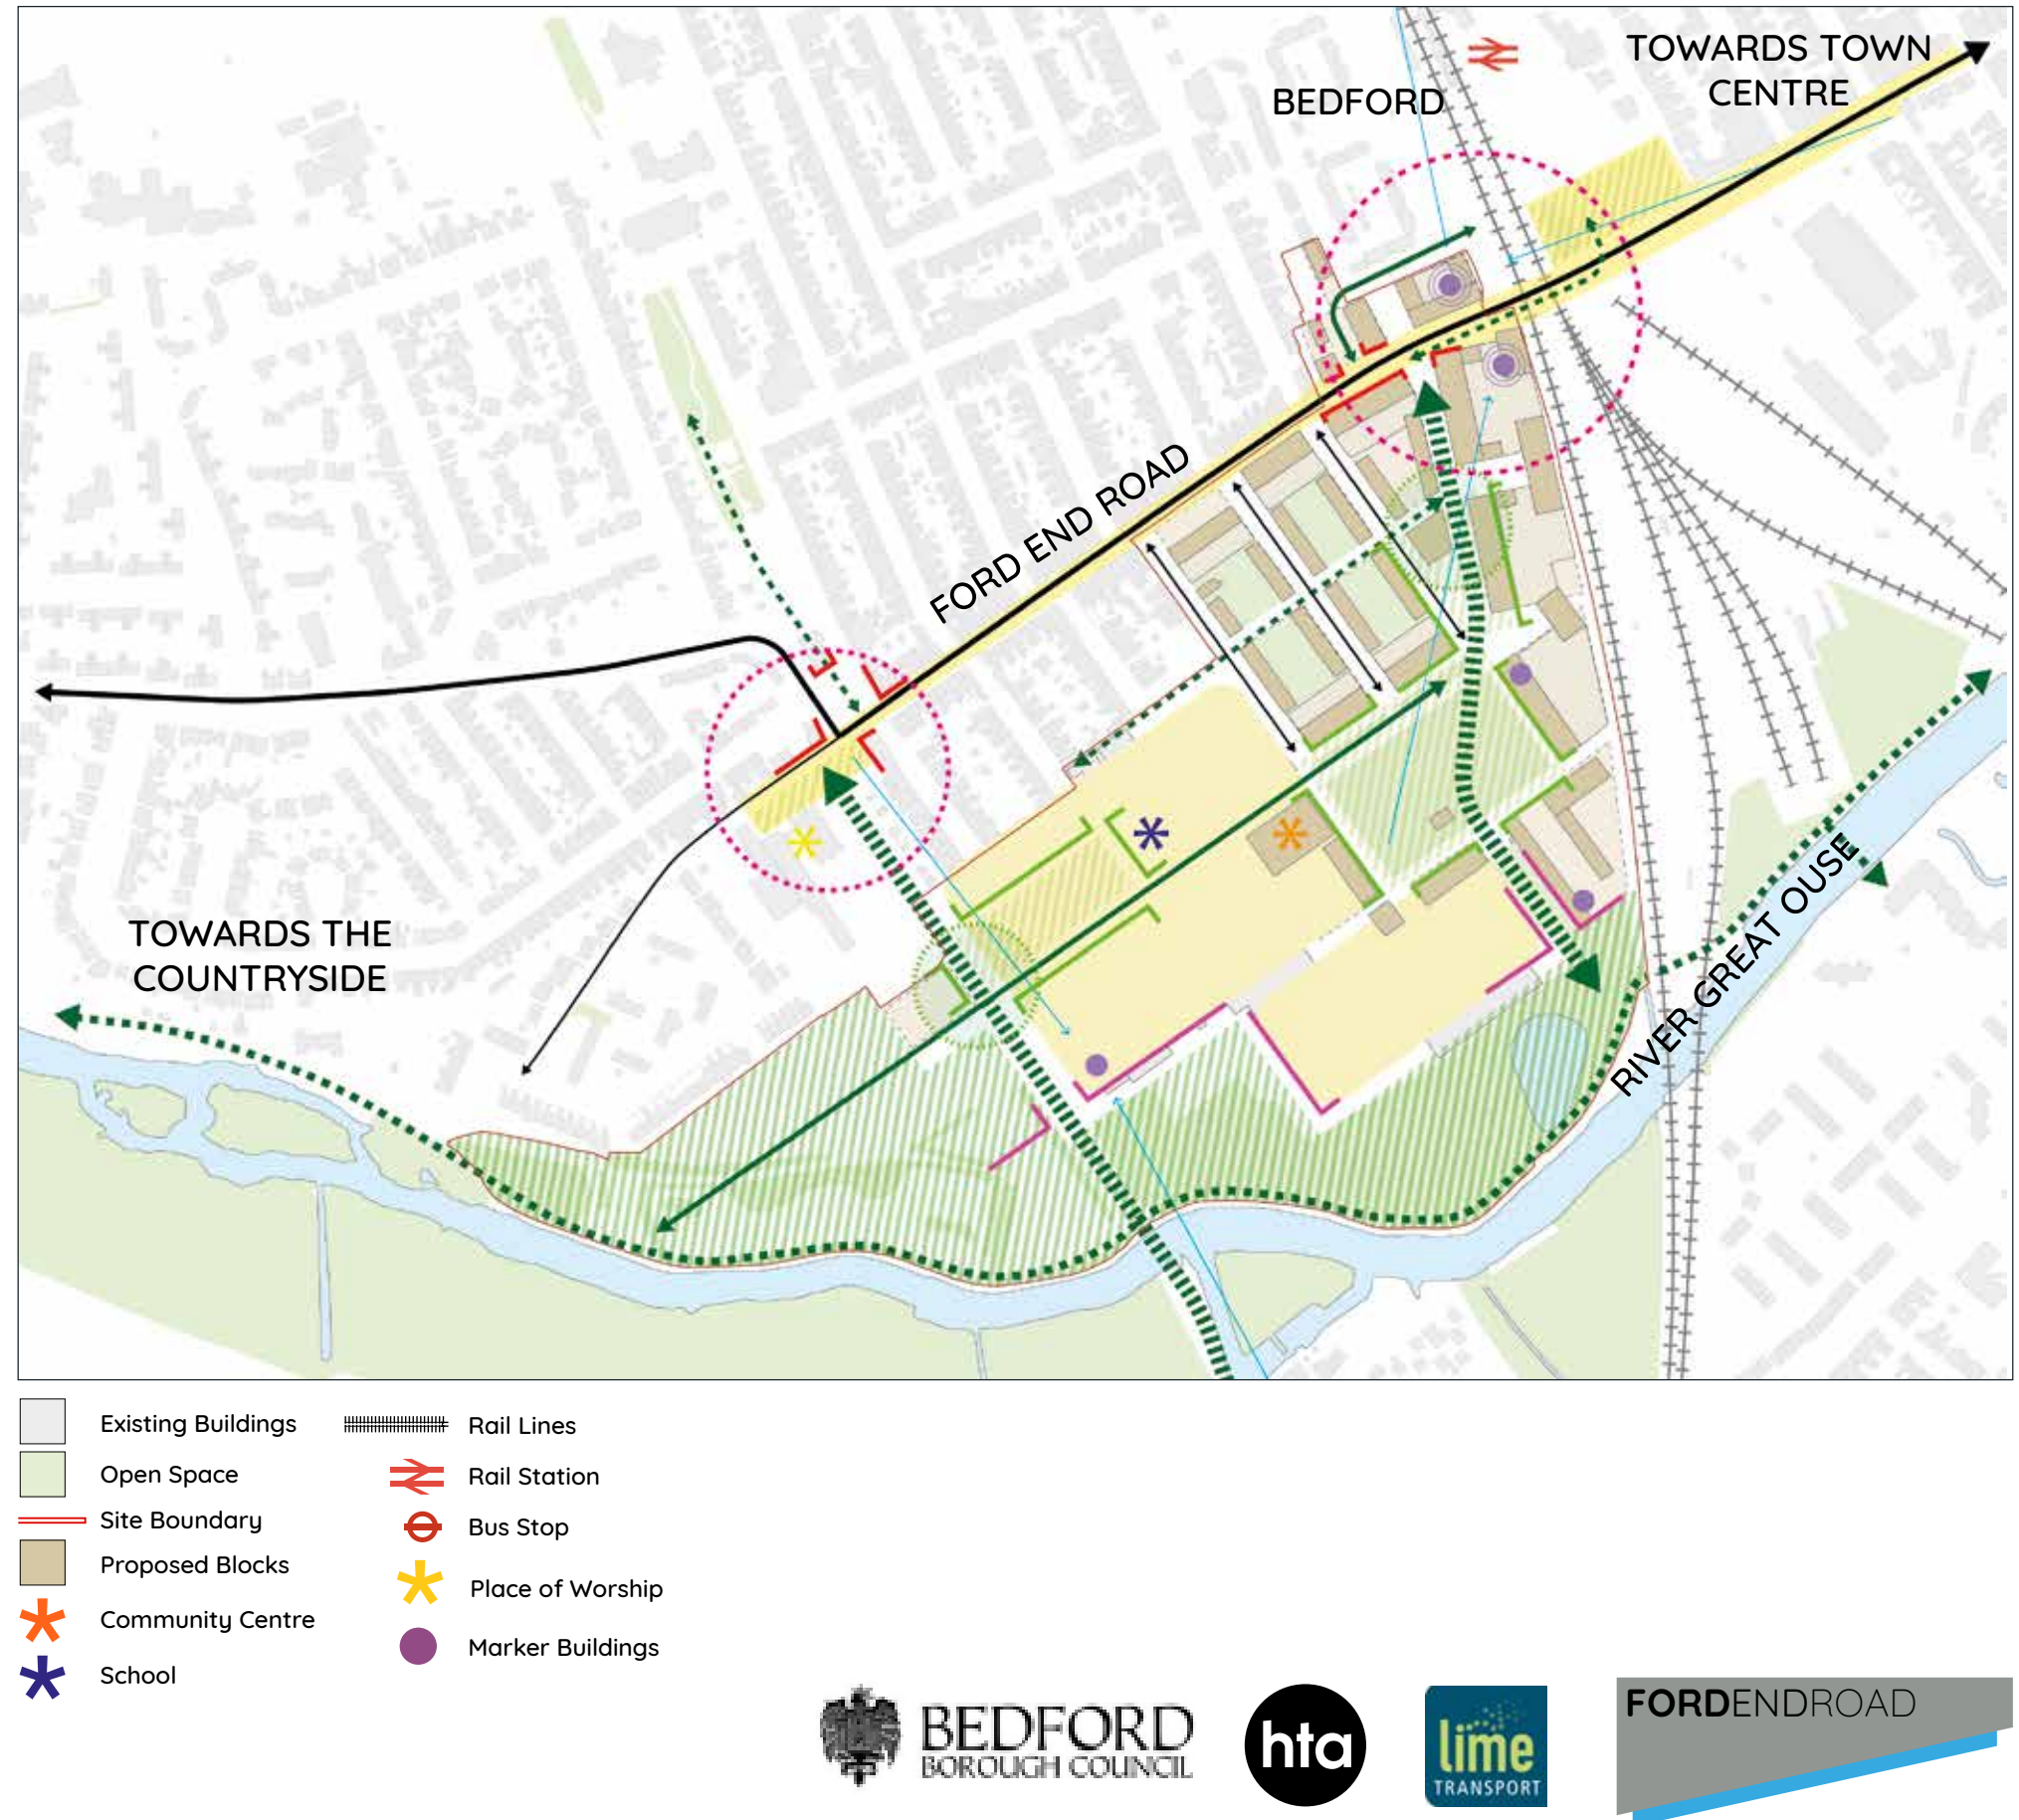 TOWARDS TOWN
CENTRE
BEDFORD
FORD END ROAD
TOWARDS THE
COUNTRYSIDE
RIVER GREAT OUSE
Existing Buildings
Open Space
Site Boundary
Proposed Blocks
Community Centre
School
Rail Lines
Rail Station
Bus Stop
Place of Worship
Marker Buildings
BEDFORD
BOROUGH COUNCIL
hta
lime
TRANSPORT
FORDENDROAD